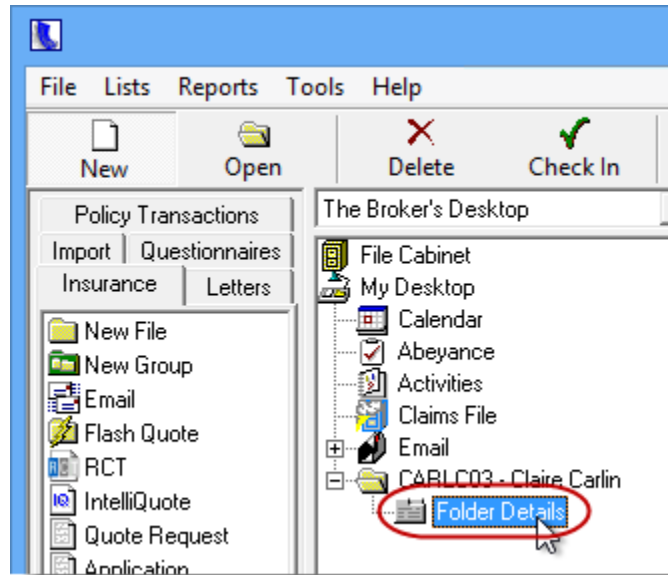 File Lists Reports Tools Help
New Open Delete Check In
Policy Transactions
Import Questionnaires
Insurance Letters
New File
New Group
Email
Flash Quote
RCT
IntelliQuote
Quote Request
Application
The Broker's Desktop
File Cabinet
My Desktop
Calendar
Abeyance
Activities
Claims File
Email
CARLC03 - Claire Carlin
Folder Details